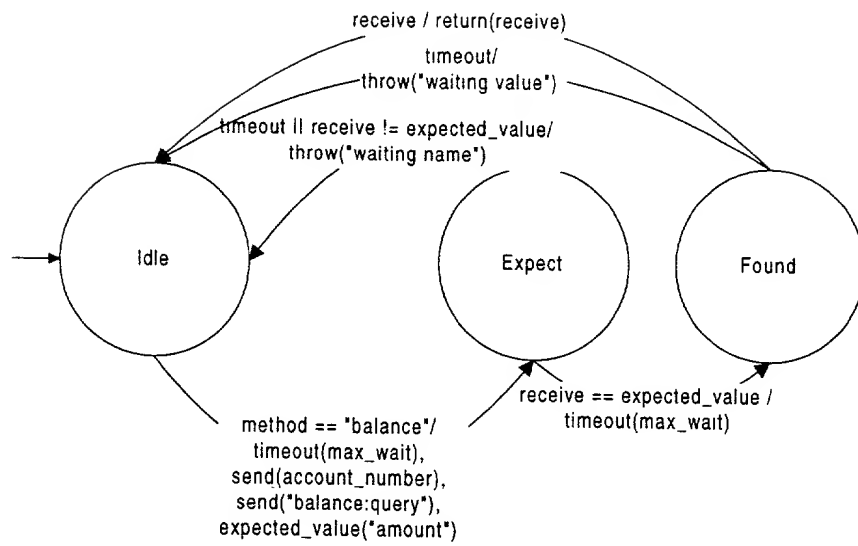 receive / return(receive)
timeout/
throw("waiting value")
timeout || receive != expected_value/
throw("waiting name")
Idle
Expect
Found
receive == expected_value /
timeout(max_wait)
method == "balance"/
timeout(max_wait),
send(account_number),
send("balance:query"),
expected_value("amount")